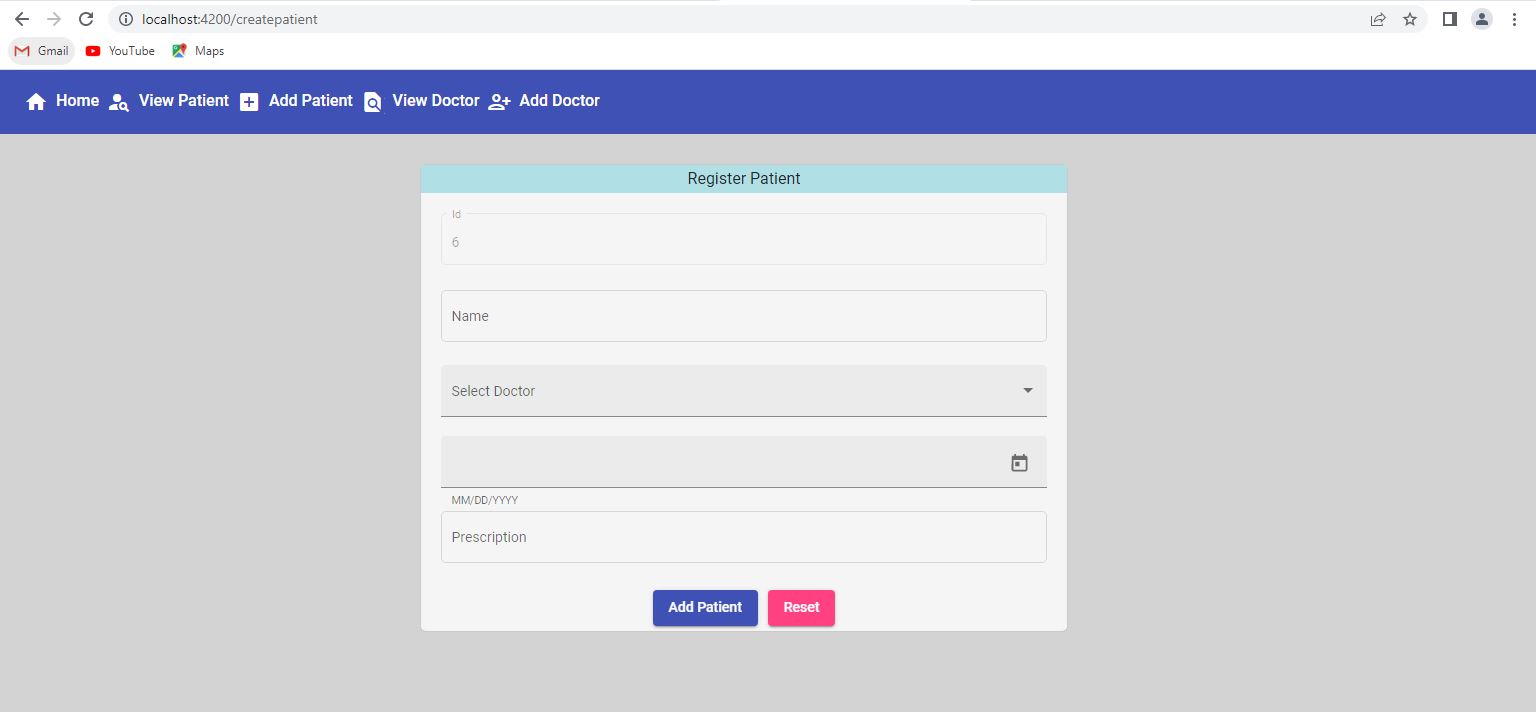 localhost:4200/createpatient
Gmail YouTube Maps
Home View Patient Add Patient View Doctor Add Doctor
Register Patient
Id
6
Name
Select Doctor
MM/DD/YYYY
Prescription
Add Patient Reset